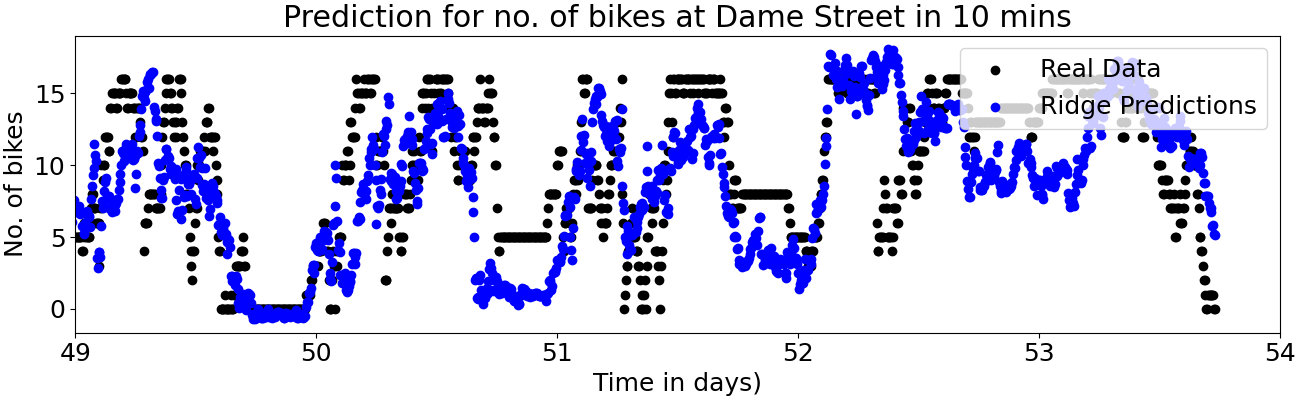 Prediction for no. of bikes at Dame Street in 10 mins
Real Data
Ridge Predictions
No. of bikes
15
10
5
0
49 50 51 52 53 54
Time in days)